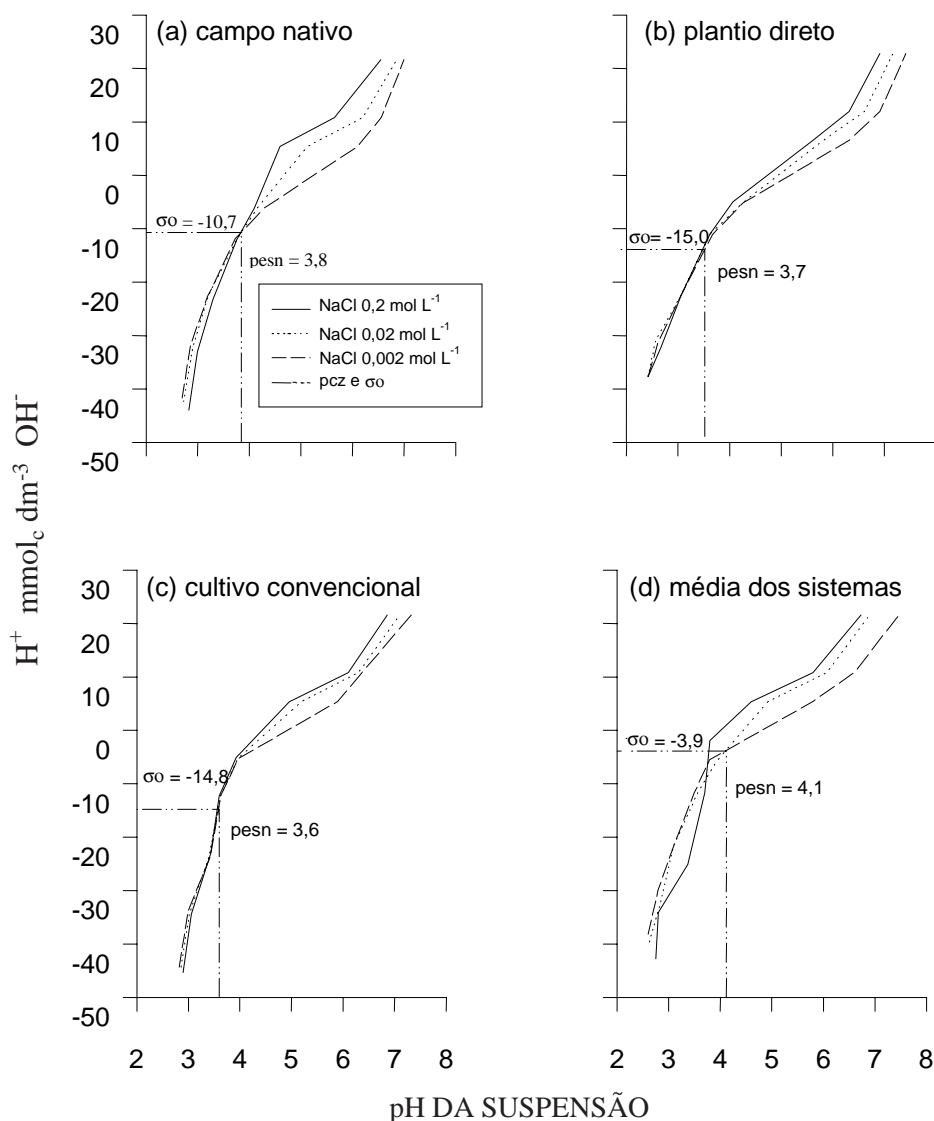 H⁺ mmol_c dm⁻³ OH⁻
(a) campo nativo
30
20
10
0
-10
-20
-30
-40
-50
σo = -10,7
pesn = 3,8
NaCl 0,2 mol L⁻¹
NaCl 0,02 mol L⁻¹
NaCl 0,002 mol L⁻¹
pcz e σo
(b) plantio direto
σo= -15,0
pesn = 3,7
(c) cultivo convencional
30
20
10
0
-10
-20
-30
-40
-50
σo = -14,8
pesn = 3,6
2 3 4 5 6 7 8
(d) média dos sistemas
σo = -3,9
pesn = 4,1
2 3 4 5 6 7 8
pH DA SUSPENSÃO